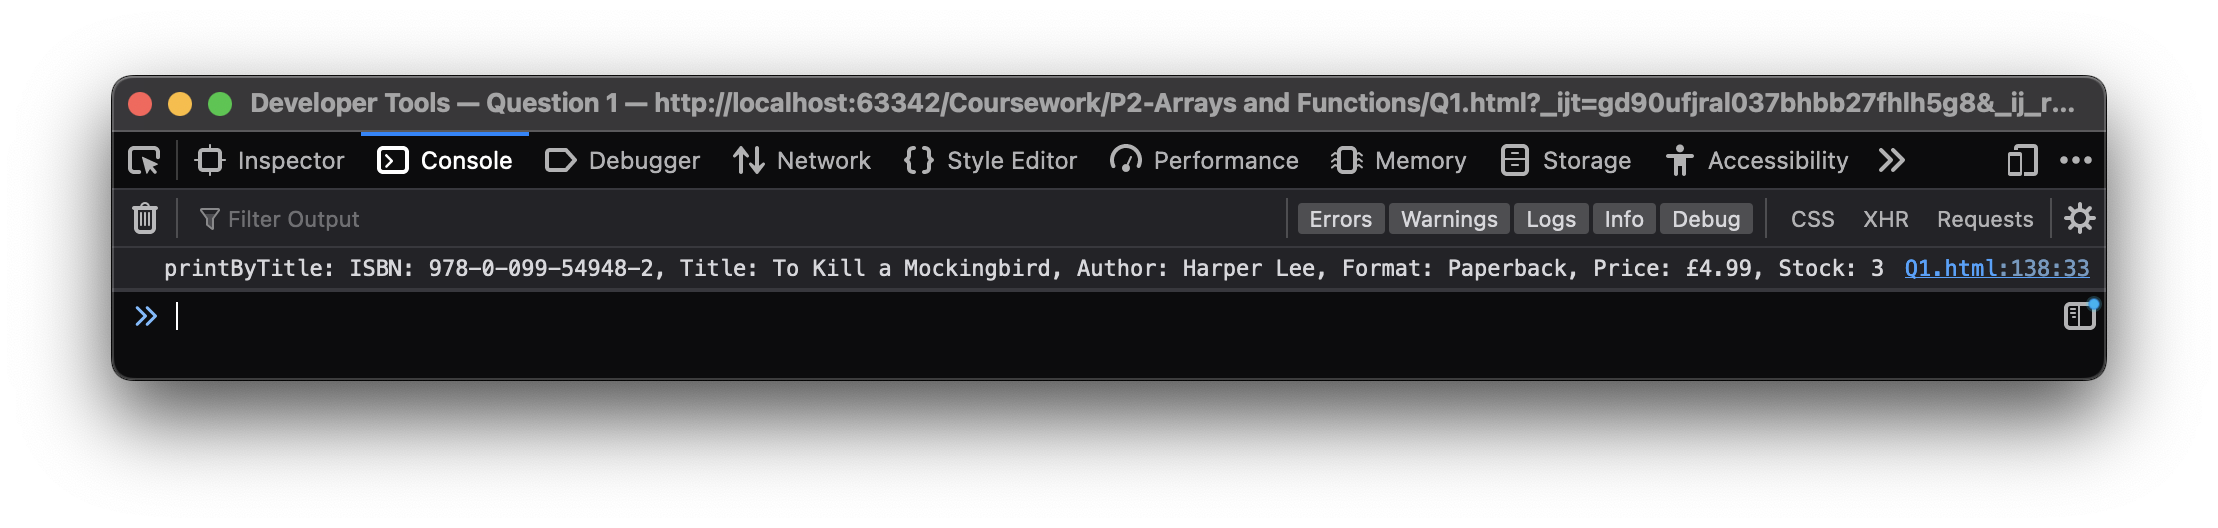 Developer Tools — Question 1 — http://localhost:63342/Coursework/P2-Arrays and Functions/Q1.html?_ijt=gd90ufjral037bhbb27fhlh5g8&_ij_r...
Inspector Console Debugger Network Style Editor Performance Memory Storage Accessibility
Filter Output Errors Warnings Logs Info Debug CSS XHR Requests
printByTitle: ISBN: 978-0-099-54948-2, Title: To Kill a Mockingbird, Author: Harper Lee, Format: Paperback, Price: £4.99, Stock: 3 Q1.html:138:33